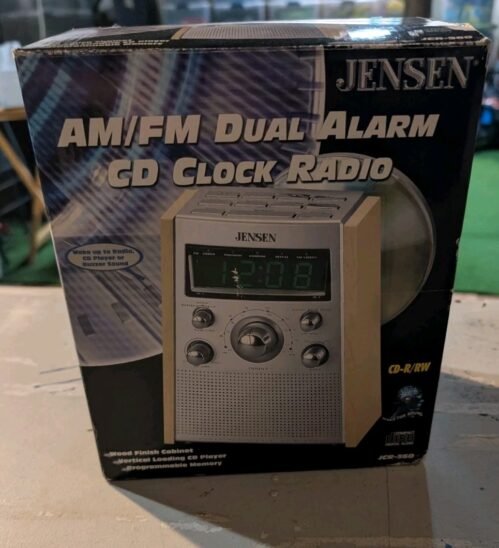 JENSEN
AM/FM DUAL ALARM
CD CLOCK RADIO
Wake up to Radio,
CD Player or
Buzzer Sound
JENSEN
12:08
CD-R/RW
Wood Finish Cabinet
Vertical Loading CD Player
Programmable Memory
JCR-560